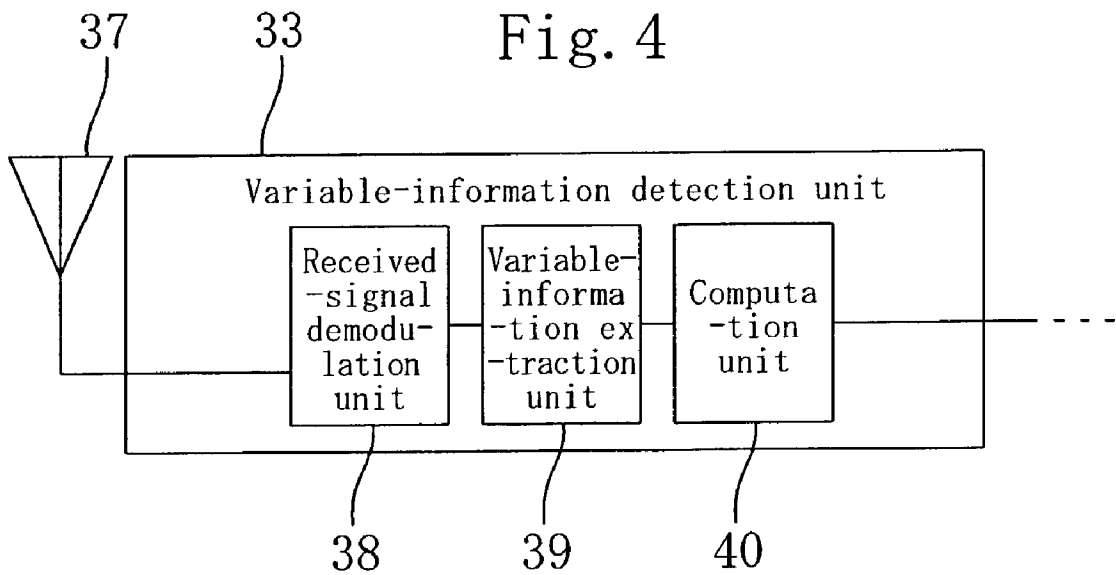 37
33
Fig. 4
Variable-information detection unit
Received
-signal
demodu-
lation
unit
Variable-
informa
-tion ex
-traction
unit
Computa
-tion
unit
38
39
40